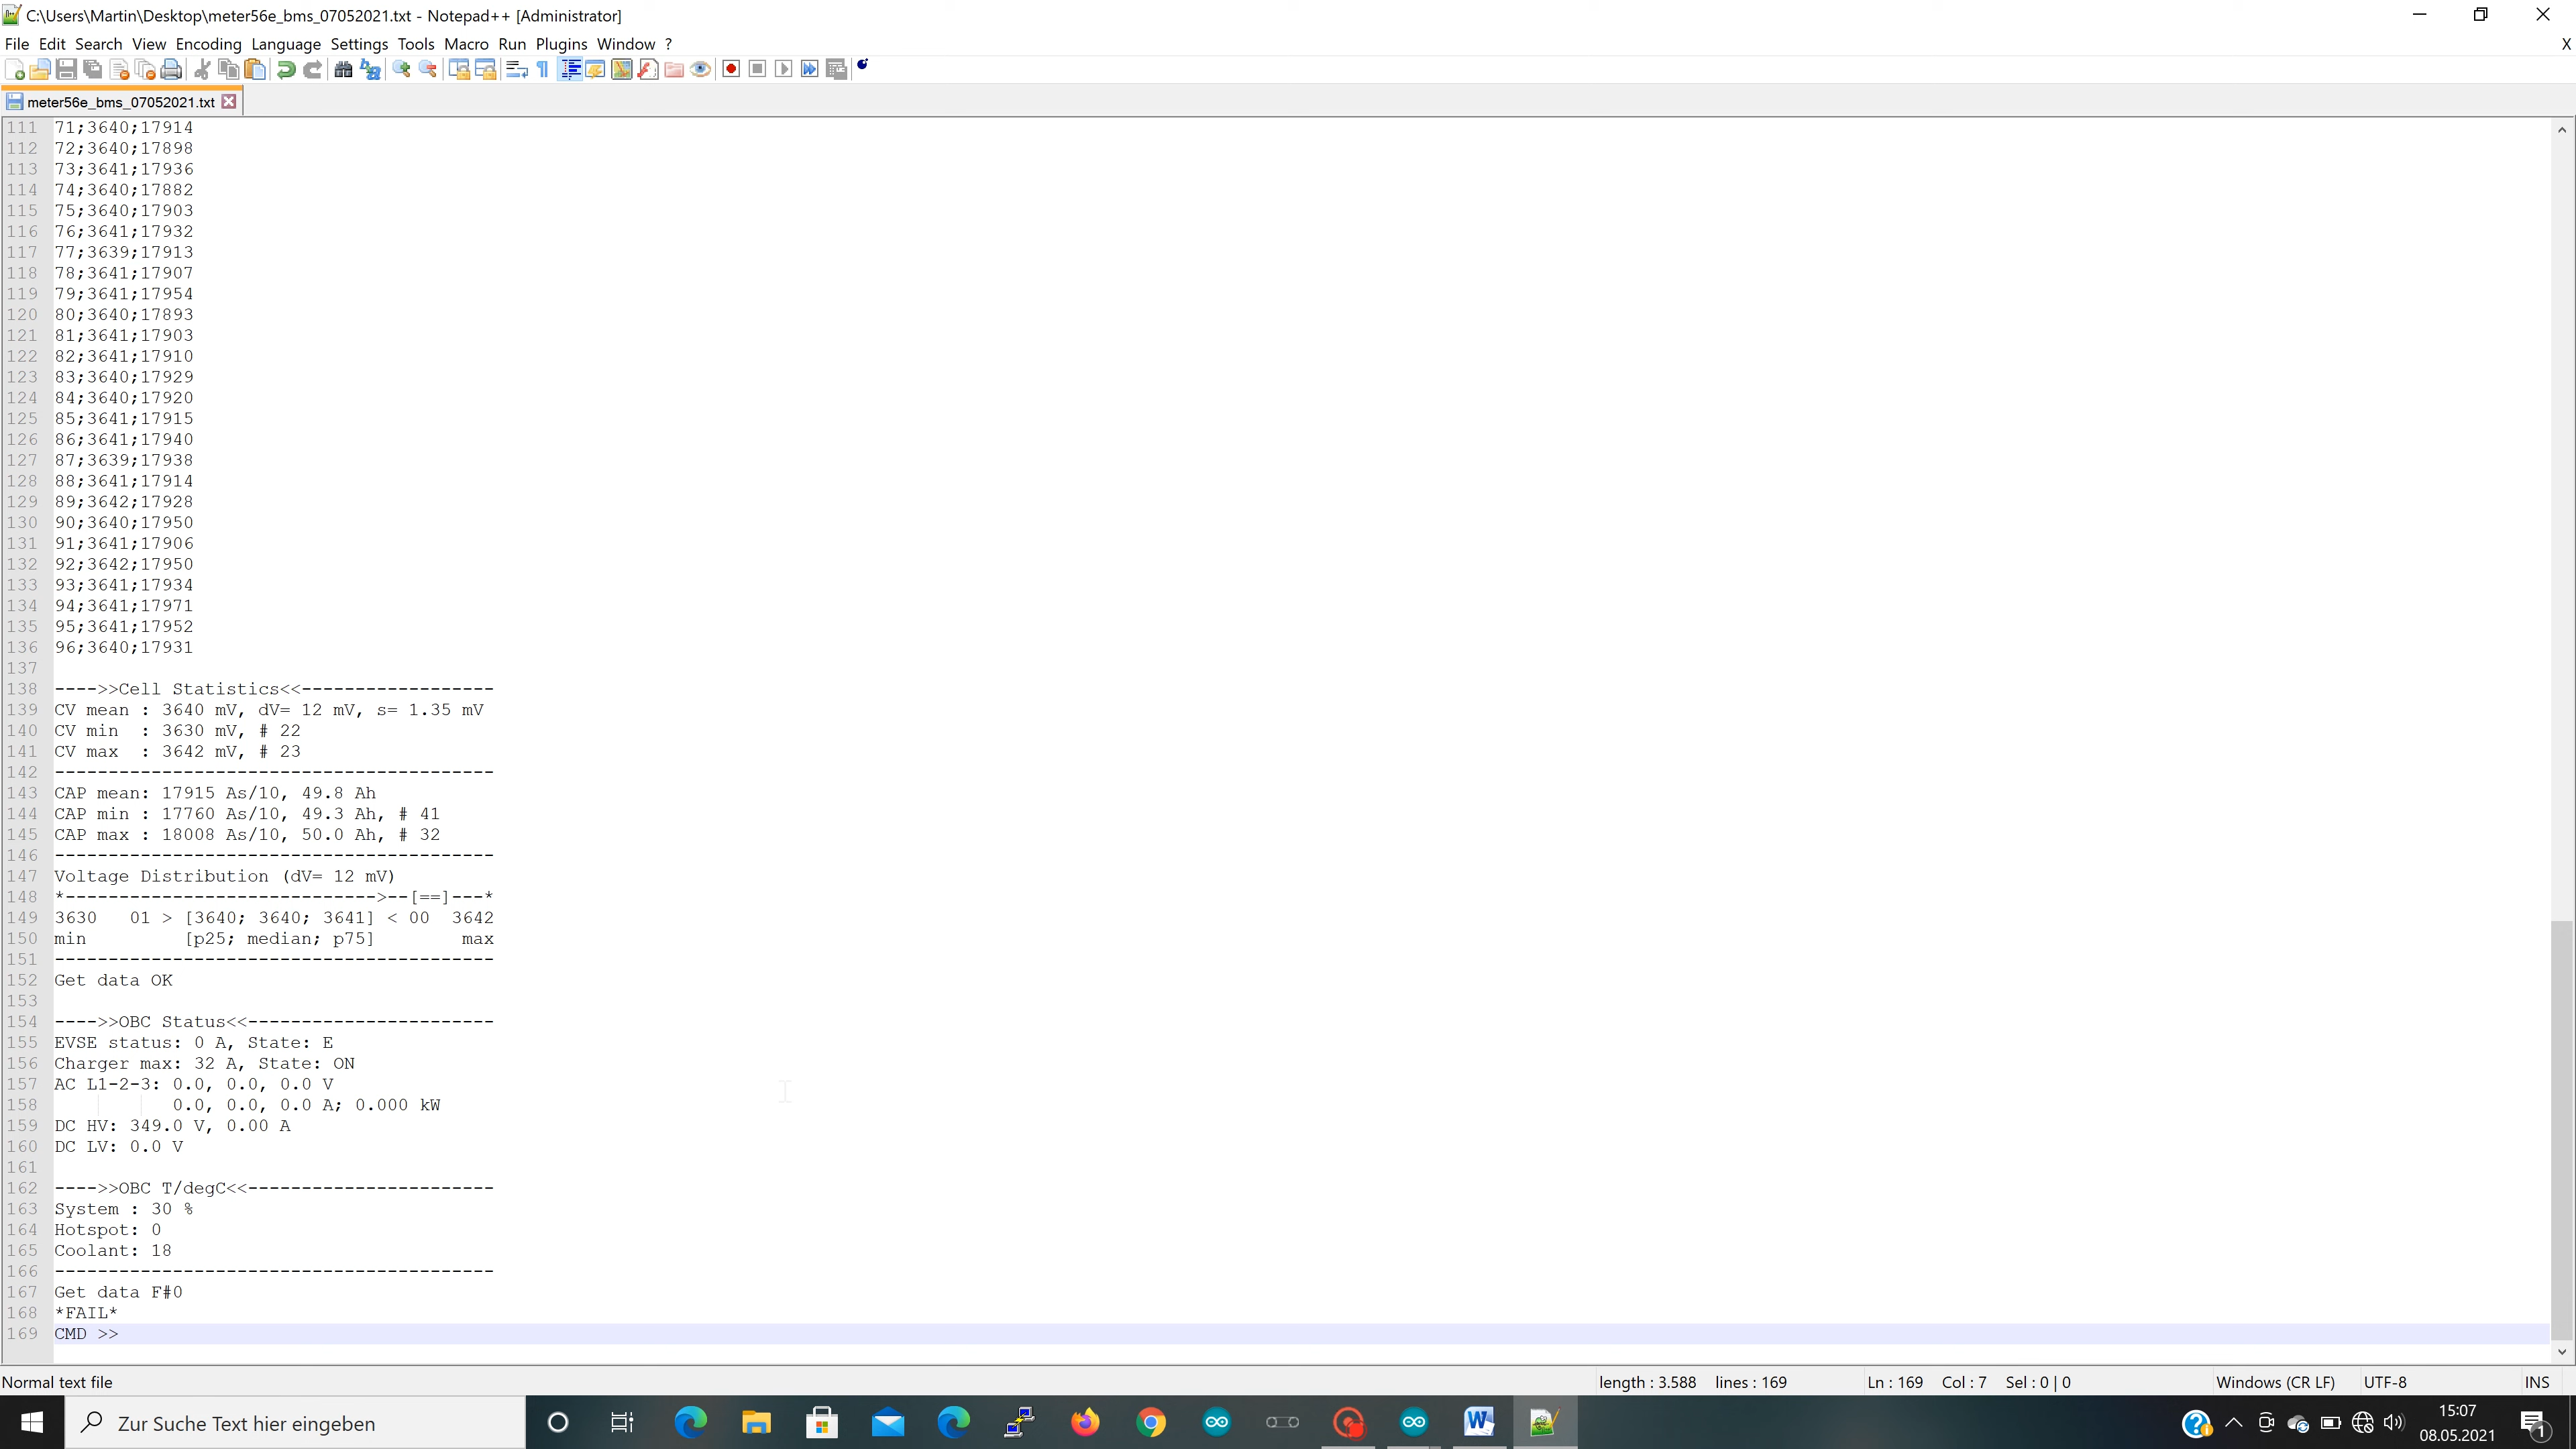 C:\Users\Martin\Desktop\meter56e_bms_07052021.txt - Notepad++ [Administrator]
File Edit Search View Encoding Language Settings Tools Macro Run Plugins Window ? X
meter56e_bms_07052021.txt
111 71;3640;17914
112 72;3640;17898
113 73;3641;17936
114 74;3640;17882
115 75;3640;17903
116 76;3641;17932
117 77;3639;17913
118 78;3641;17907
119 79;3641;17954
120 80;3640;17893
121 81;3641;17903
122 82;3641;17910
123 83;3640;17929
124 84;3640;17920
125 85;3641;17915
126 86;3641;17940
127 87;3639;17938
128 88;3641;17914
129 89;3642;17928
130 90;3640;17950
131 91;3641;17906
132 92;3642;17950
133 93;3641;17934
134 94;3641;17971
135 95;3641;17952
136 96;3640;17931
137
138 ---->>Cell Statistics<<------------------
139 CV mean : 3640 mV, dV= 12 mV, s= 1.35 mV
140 CV min  : 3630 mV, # 22
141 CV max  : 3642 mV, # 23
142 -----------------------------------------
143 CAP mean: 17915 As/10, 49.8 Ah
144 CAP min : 17760 As/10, 49.3 Ah, # 41
145 CAP max : 18008 As/10, 50.0 Ah, # 32
146 -----------------------------------------
147 Voltage Distribution (dV= 12 mV)
148 *----------------------------->--[==]---*
149 3630   01 > [3640; 3640; 3641] < 00  3642
150 min         [p25; median; p75]        max
151 -----------------------------------------
152 Get data OK
153
154 ---->>OBC Status<<-----------------------
155 EVSE status: 0 A, State: E
156 Charger max: 32 A, State: ON
157 AC L1-2-3: 0.0, 0.0, 0.0 V
158            0.0, 0.0, 0.0 A; 0.000 kW
159 DC HV: 349.0 V, 0.00 A
160 DC LV: 0.0 V
161
162 ---->>OBC T/degC<<-----------------------
163 System : 30 %
164 Hotspot: 0
165 Coolant: 18
166 -----------------------------------------
167 Get data F#0
168 *FAIL*
169 CMD >>
Normal text file length : 3.588 lines : 169 Ln : 169 Col : 7 Sel : 0 | 0 Windows (CR LF) UTF-8 INS
Zur Suche Text hier eingeben
15:07
08.05.2021
1